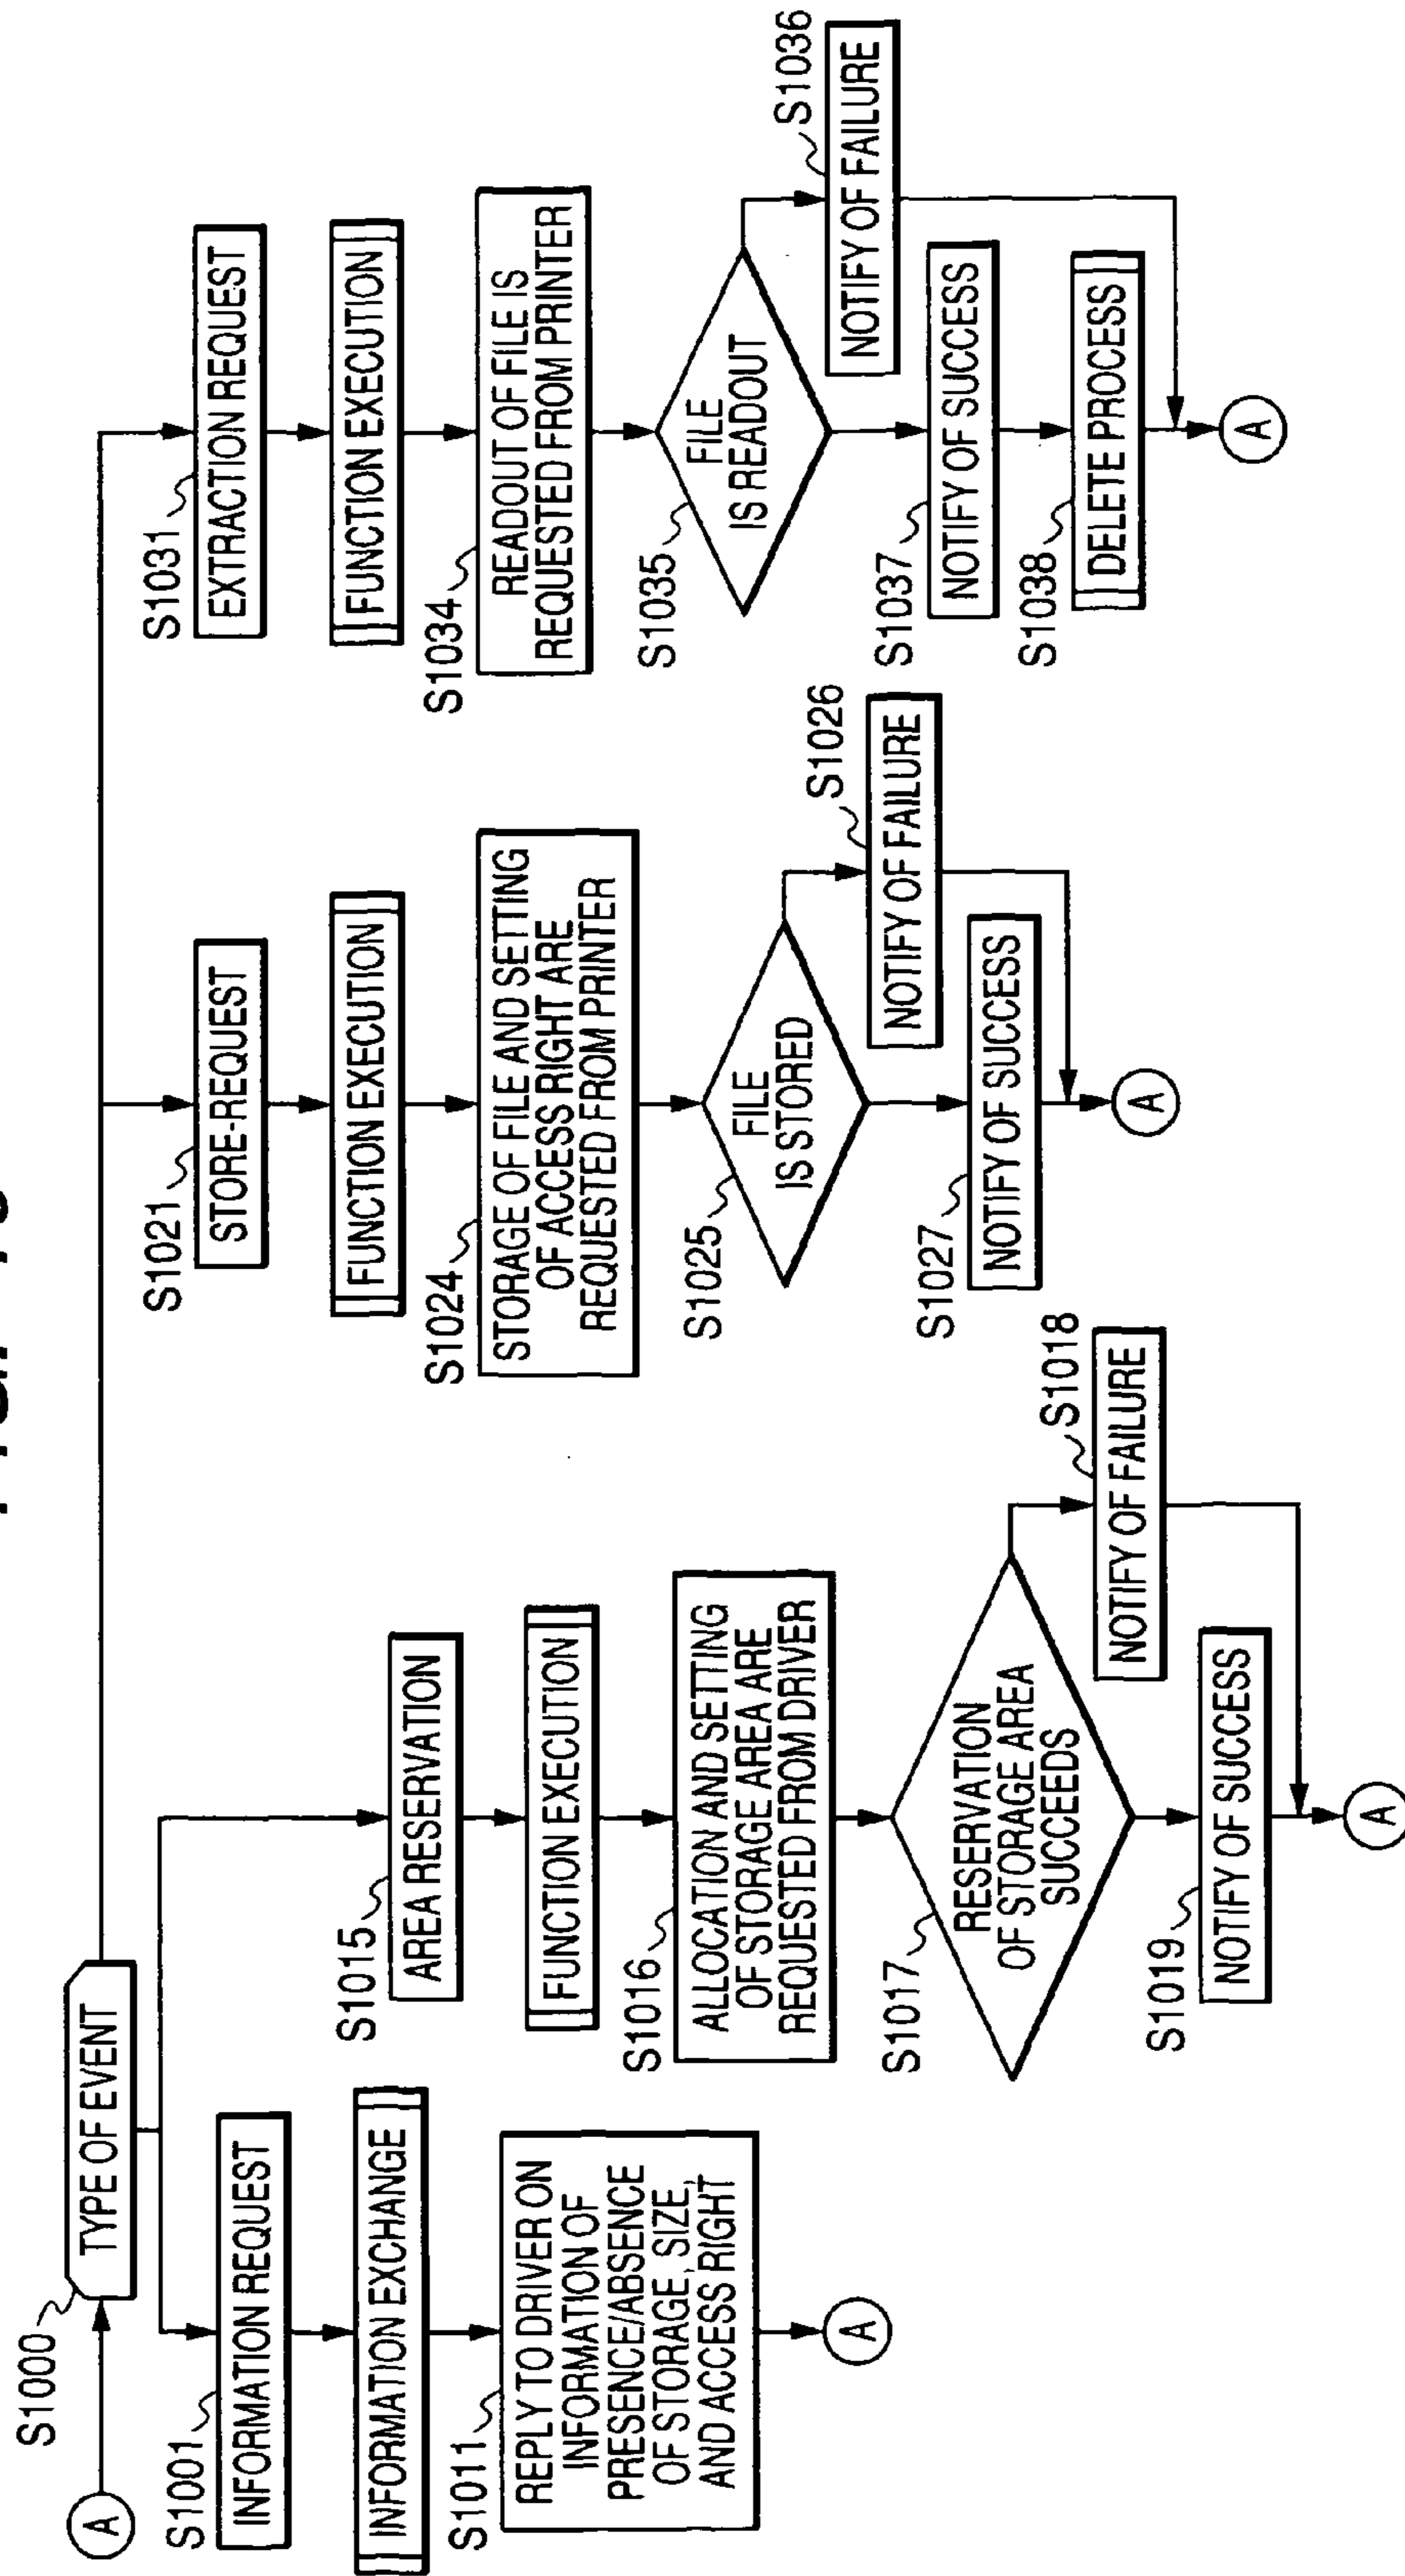 A
S1000
TYPE OF EVENT
S1001
INFORMATION REQUEST
INFORMATION EXCHANGE
S1011
REPLY TO DRIVER ON
INFORMATION OF
PRESENCE/ABSENCE
OF STORAGE, SIZE,
AND ACCESS RIGHT
A
S1015
AREA RESERVATION
FUNCTION EXECUTION
S1016
ALLOCATION AND SETTING
OF STORAGE AREA ARE
REQUESTED FROM DRIVER
S1017
RESERVATION
OF STORAGE AREA
SUCCEEDS
S1018
NOTIFY OF FAILURE
S1019
NOTIFY OF SUCCESS
A
S1021
STORE-REQUEST
FUNCTION EXECUTION
S1024
STORAGE OF FILE AND SETTING
OF ACCESS RIGHT ARE
REQUESTED FROM PRINTER
S1025
FILE
IS STORED
S1026
NOTIFY OF FAILURE
S1027
NOTIFY OF SUCCESS
A
S1031
EXTRACTION REQUEST
FUNCTION EXECUTION
S1034
READOUT OF FILE IS
REQUESTED FROM PRINTER
S1035
FILE
IS READOUT
S1036
NOTIFY OF FAILURE
S1037
NOTIFY OF SUCCESS
S1038
DELETE PROCESS
A